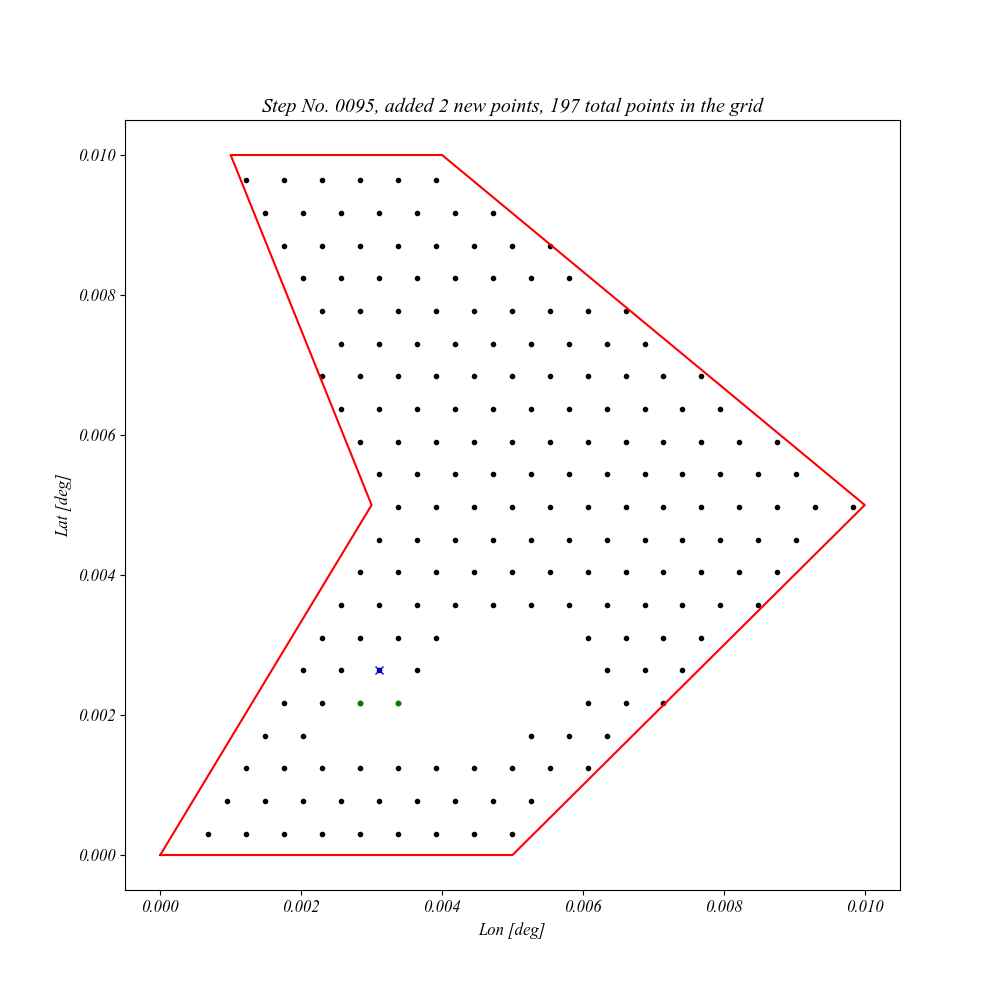 Step No. 0095, added 2 new points, 197 total points in the grid
0.010
0.008
0.006
0.004
0.002
0.000
Lat [deg]
0.000 0.002 0.004 0.006 0.008 0.010
Lon [deg]